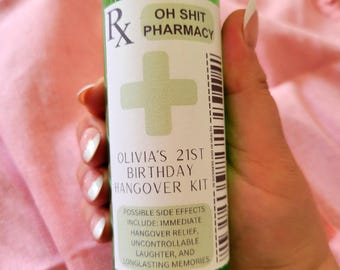 Rx
OH SHIT
PHARMACY
OLIVIA'S 21ST
BIRTHDAY
HANGOVER KIT
POSSIBLE SIDE EFFECTS
INCLUDE: IMMEDIATE
HANGOVER RELIEF,
UNCONTROLLABLE
LAUGHTER, AND
LONGLASTING MEMORIES